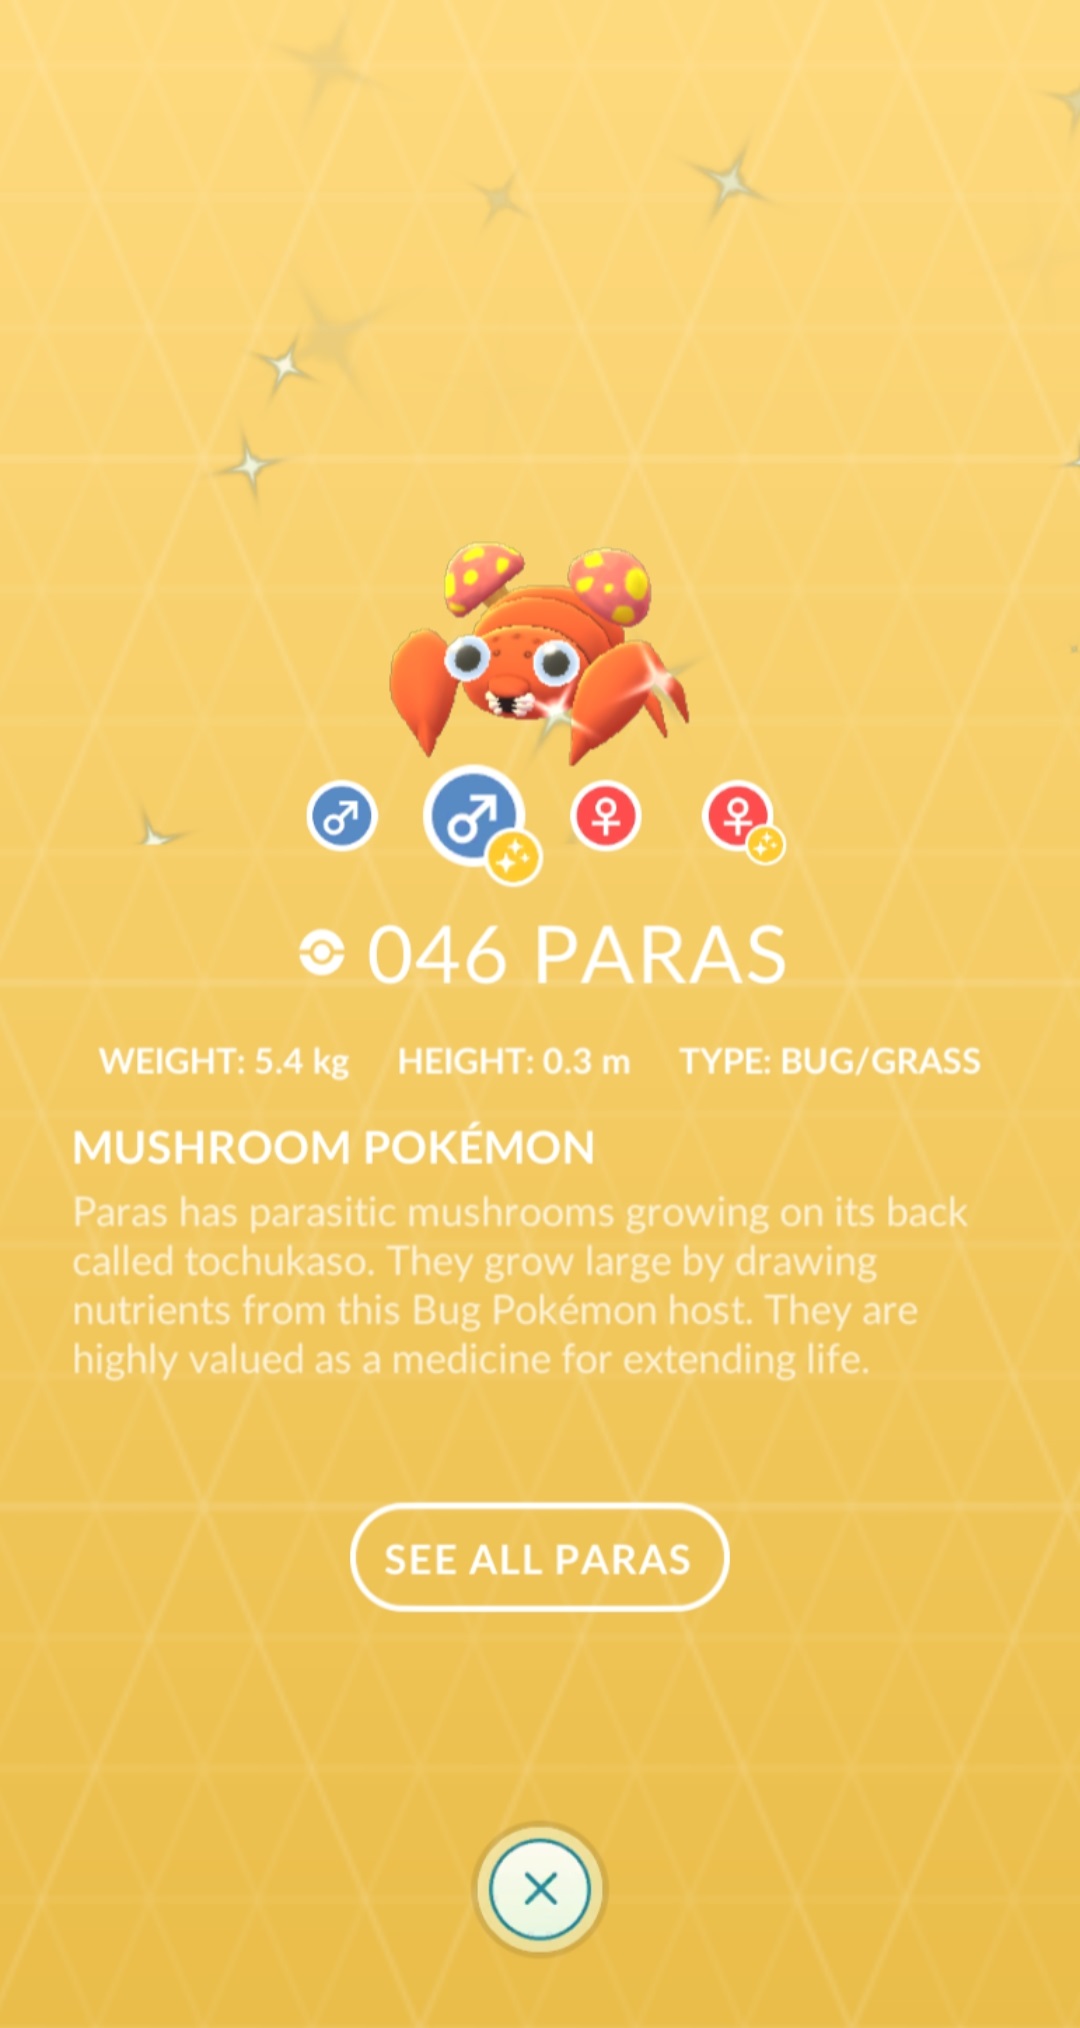 046 PARAS
WEIGHT: 5.4 kg HEIGHT: 0.3 m TYPE: BUG/GRASS
MUSHROOM POKÉMON
Paras has parasitic mushrooms growing on its back
called tochukaso. They grow large by drawing
nutrients from this Bug Pokémon host. They are
highly valued as a medicine for extending life.
SEE ALL PARAS